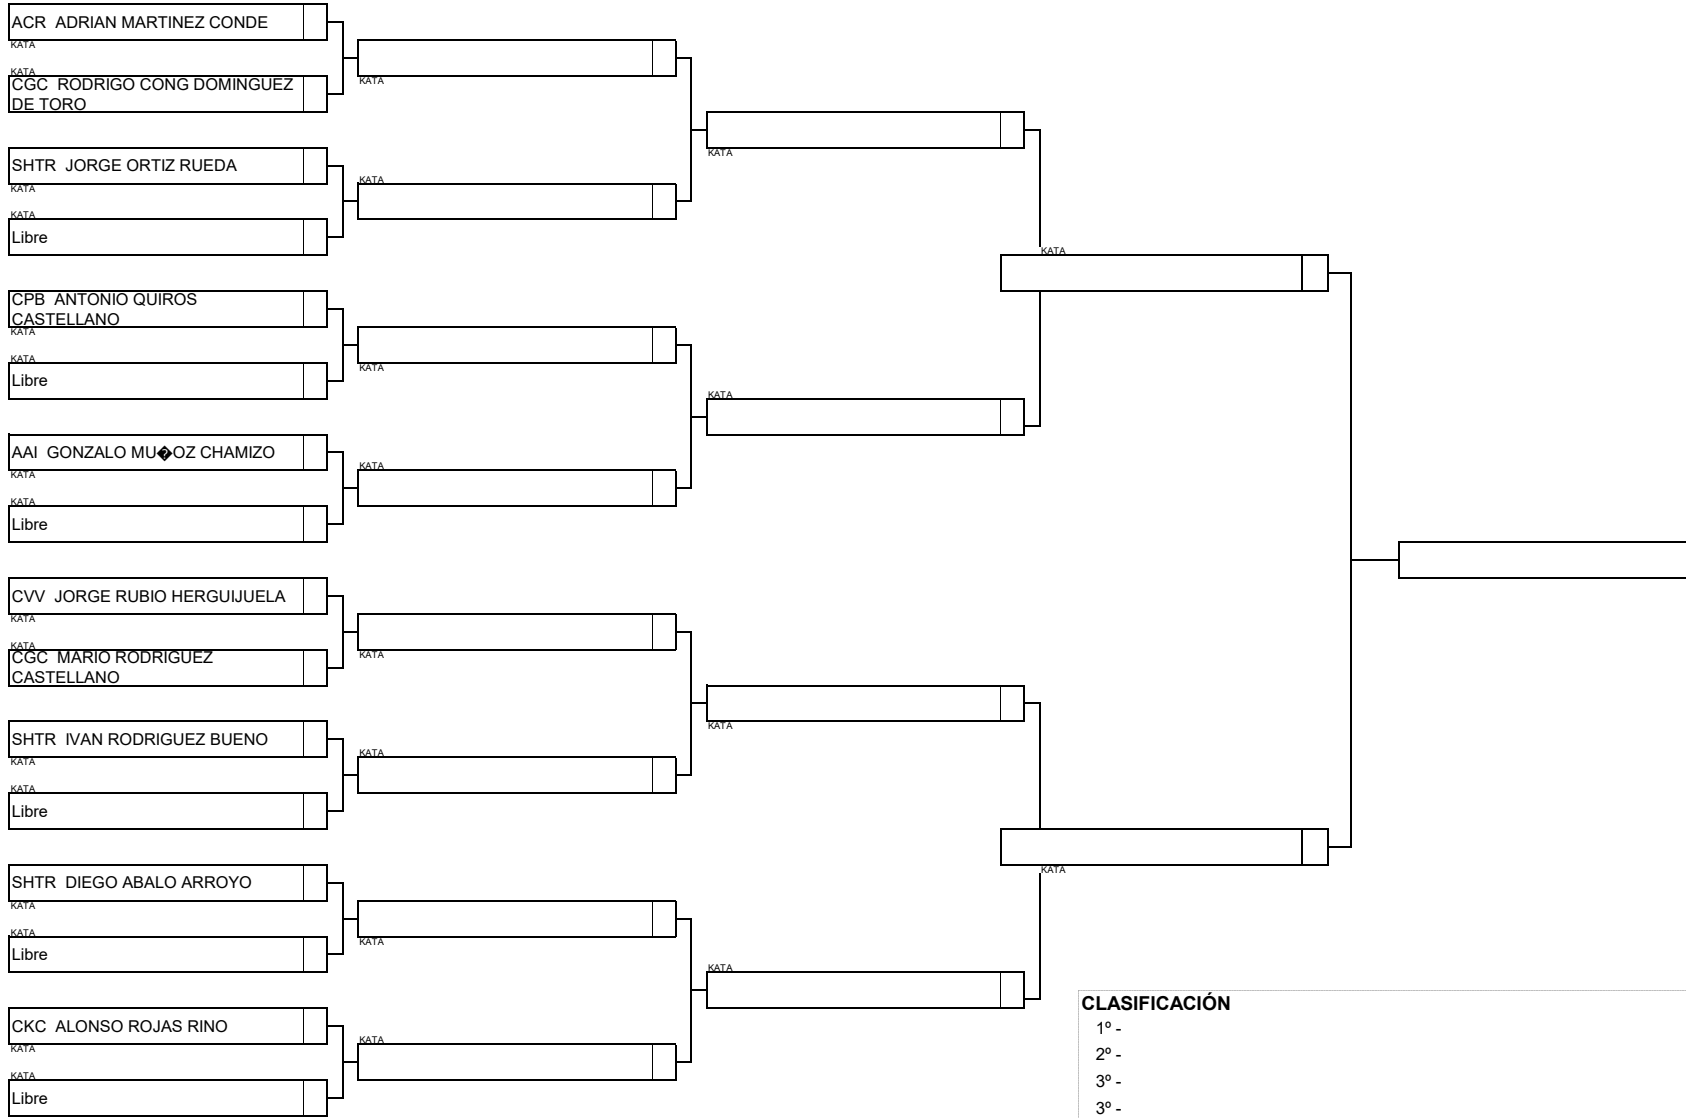 ACR ADRIAN MARTINEZ CONDE
KATA
KATA
CGC RODRIGO CONG DOMINGUEZ
DE TORO
SHTR JORGE ORTIZ RUEDA
KATA
KATA
Libre
CPB ANTONIO QUIROS
CASTELLANO
KATA
KATA
Libre
AAI GONZALO MU�OZ CHAMIZO
KATA
KATA
Libre
CVV JORGE RUBIO HERGUIJUELA
KATA
KATA
CGC MARIO RODRIGUEZ
CASTELLANO
SHTR IVAN RODRIGUEZ BUENO
KATA
KATA
Libre
SHTR DIEGO ABALO ARROYO
KATA
KATA
Libre
CKC ALONSO ROJAS RINO
KATA
KATA
Libre
KATA
KATA
KATA
KATA
KATA
KATA
KATA
KATA
KATA
KATA
KATA
KATA
KATA
KATA
CLASIFICACIÓN
1º -
2º -
3º -
3º -